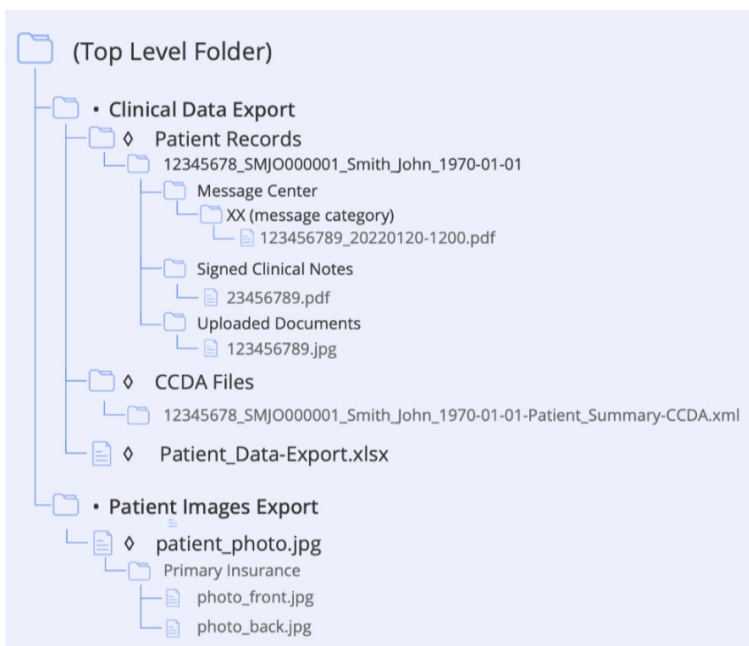 (Top Level Folder)
• Clinical Data Export
◊ Patient Records
12345678_SMJO000001_Smith_John_1970-01-01
Message Center
XX (message category)
123456789_20220120-1200.pdf
Signed Clinical Notes
23456789.pdf
Uploaded Documents
123456789.jpg
◊ CCDA Files
12345678_SMJO000001_Smith_John_1970-01-01-Patient_Summary-CCDA.xml
◊ Patient_Data-Export.xlsx
• Patient Images Export
◊ patient_photo.jpg
Primary Insurance
photo_front.jpg
photo_back.jpg